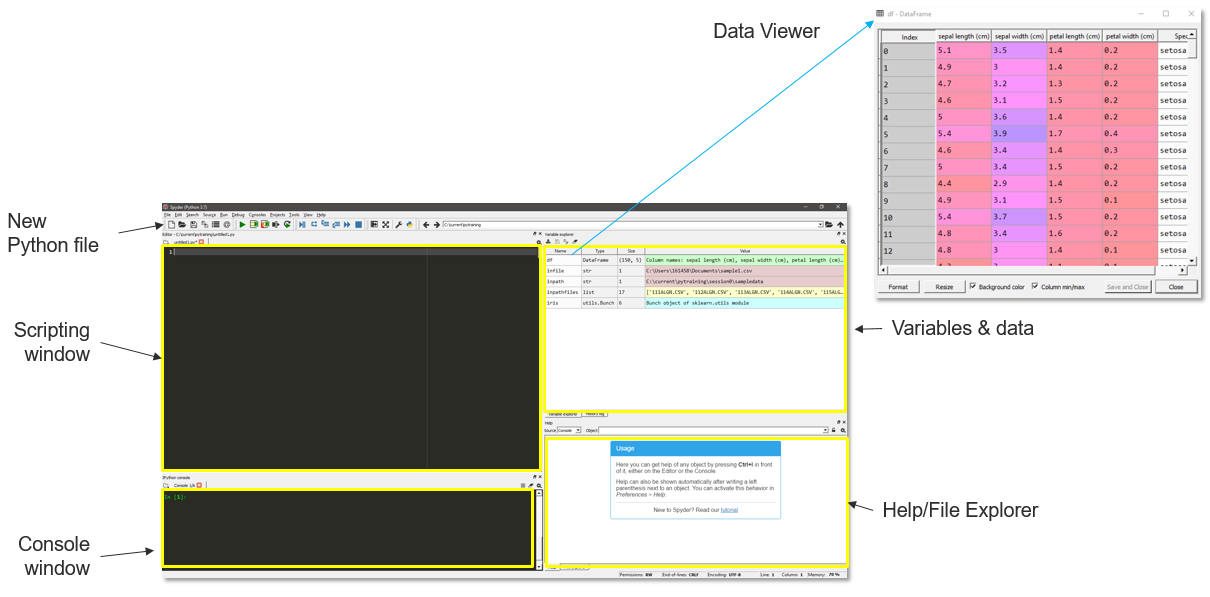 Data Viewer
df - DataFrame
Index sepal length (cm) sepal width (cm) petal length (cm) petal width (cm) Spec
0 5.1 3.5 1.4 0.2 setosa
1 4.9 3 1.4 0.2 setosa
2 4.7 3.2 1.3 0.2 setosa
3 4.6 3.1 1.5 0.2 setosa
4 5 3.6 1.4 0.2 setosa
5 5.4 3.9 1.7 0.4 setosa
6 4.6 3.4 1.4 0.3 setosa
7 5 3.4 1.5 0.2 setosa
8 4.4 2.9 1.4 0.2 setosa
9 4.9 3.1 1.5 0.1 setosa
10 5.4 3.7 1.5 0.2 setosa
11 4.8 3.4 1.6 0.2 setosa
12 4.8 3 1.4 0.1 setosa
Format Resize Background color Column min/max Save and Close Close
New
Python file
Scripting
window
Console
window
Variables & data
Help/File Explorer
Spyder (Python 3.7)
File Edit Search Source Run Debug Consoles Projects Tools View Help
C:\current\pytraining
Editor - C:\current\pytraining\untitled1.py
untitled1.py*
1
Variable explorer
Name Type Size Value
df DataFrame (150, 5) Column names: sepal length (cm), sepal width (cm), petal length (cm)...
infile str 1 C:\Users\161458\Documents\sample1.csv
inpath str 1 C:\current\pytraining\session0\sampledata
inpathfiles list 17 ['111ALGN.CSV', '112ALGN.CSV', '113ALGN.CSV', '114ALGN.CSV', '115ALG...
iris utils.Bunch 6 Bunch object of sklearn.utils module
Variable explorer History log
Help
Source Console Object
Usage
Here you can get help of any object by pressing Ctrl+I in front
of it, either on the Editor or the Console.
Help can also be shown automatically after writing a left
parenthesis next to an object. You can activate this behavior in
Preferences > Help.
New to Spyder? Read our tutorial
IPython console
Console 1/A
In [1]:
Permissions: RW End-of-lines: CRLF Encoding: UTF-8 Line: 1 Column: 1 Memory: 70 %